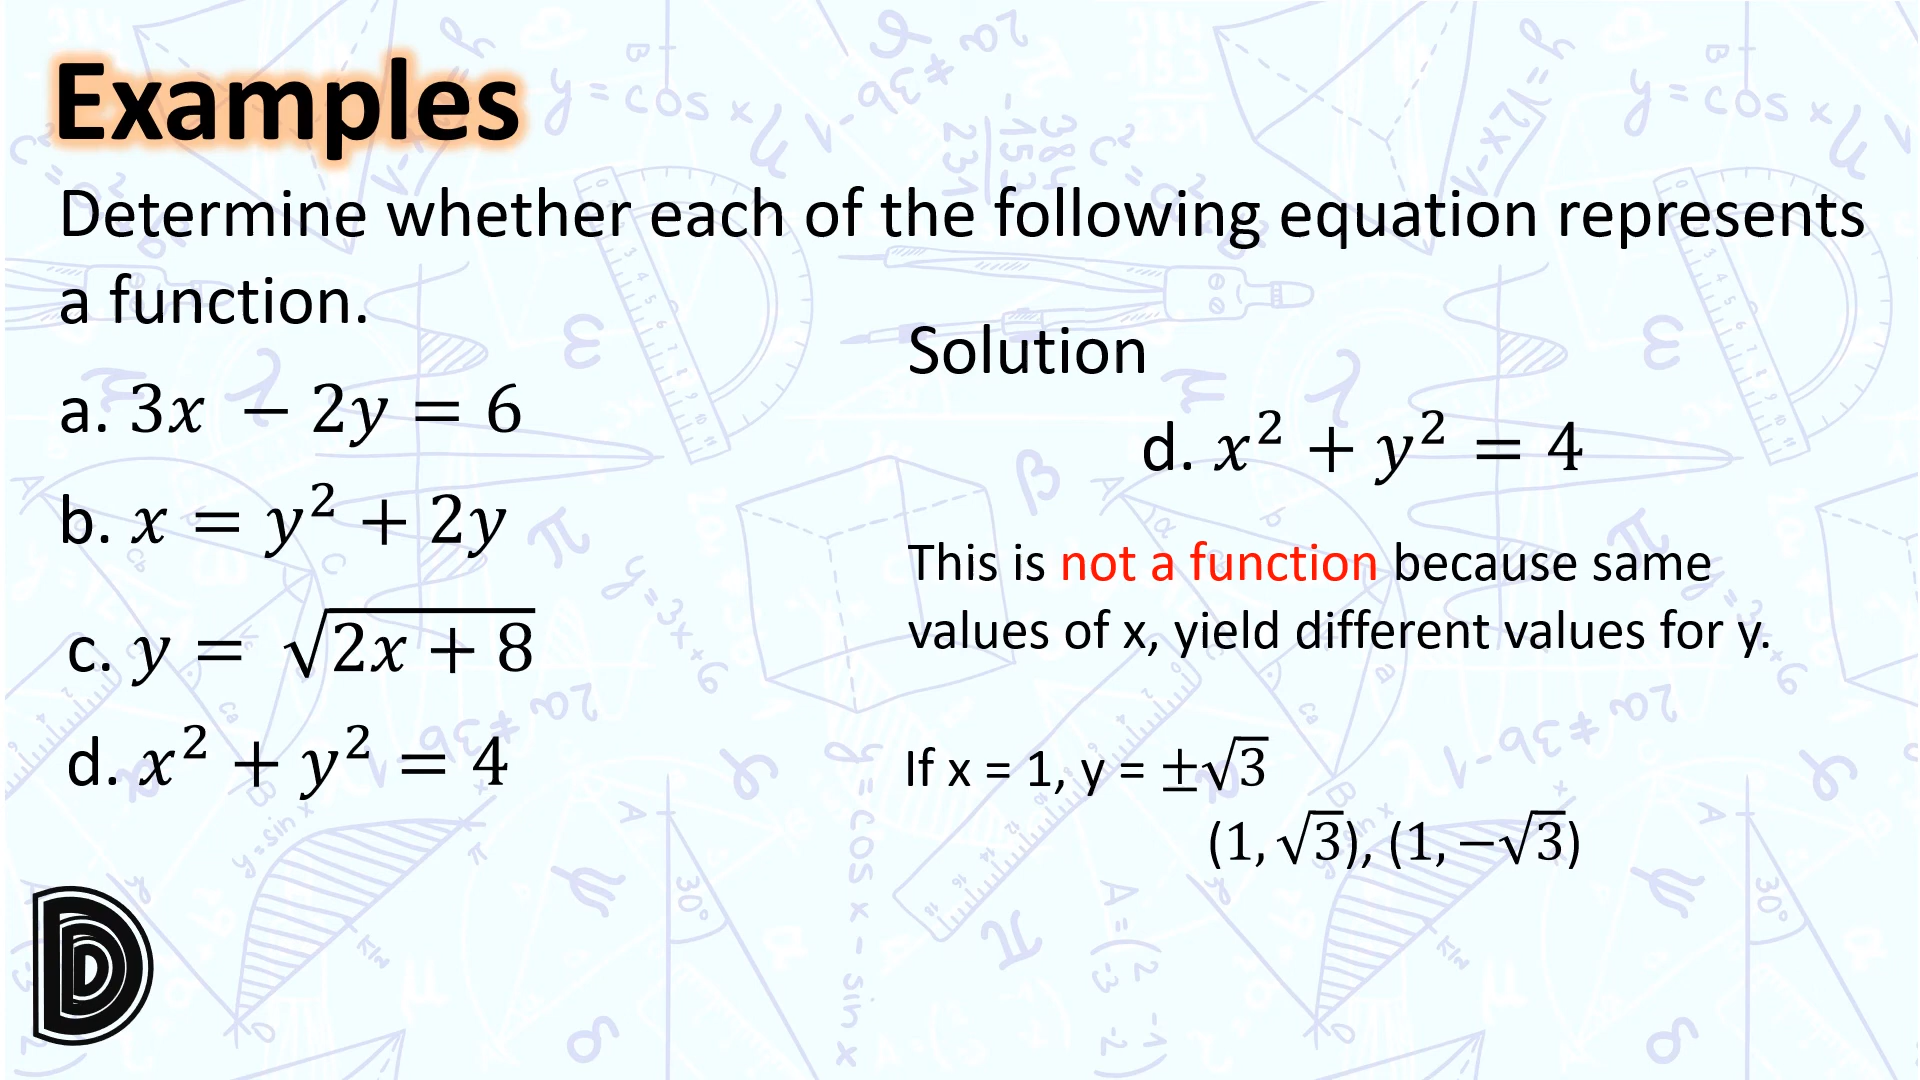 Examples
Determine whether each of the following equation represents
a function.
a. 3x − 2y = 6
b. x = y² + 2y
c. y = √(2x + 8)
d. x² + y² = 4
Solution
d. x² + y² = 4
This is not a function because same
values of x, yield different values for y.
If x = 1, y = ±√3
(1, √3), (1, −√3)
D